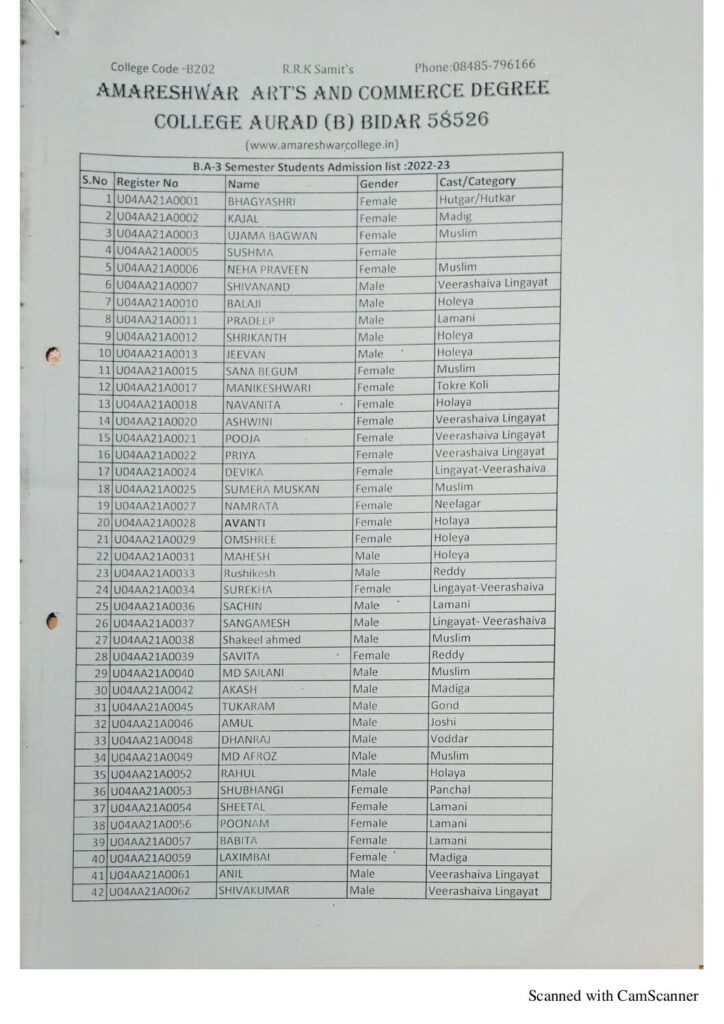 College Code -B202 R.R.K Samit's Phone:08485-796166
AMARESHWAR ART'S AND COMMERCE DEGREE
COLLEGE AURAD (B) BIDAR 58526
(www.amareshwarcollege.in)
B.A-3 Semester Students Admission list :2022-23
S.No Register No Name Gender Cast/Category
1 U04AA21A0001 BHAGYASHRI Female Hutgar/Hutkar
2 U04AA21A0002 KAJAL Female Madig
3 U04AA21A0003 UJAMA BAGWAN Female Muslim
4 U04AA21A0005 SUSHMA Female
5 U04AA21A0006 NEHA PRAVEEN Female Muslim
6 U04AA21A0007 SHIVANAND Male Veerashaiva Lingayat
7 U04AA21A0010 BALAJI Male Holeya
8 U04AA21A0011 PRADEEP Male Lamani
9 U04AA21A0012 SHRIKANTH Male Holeya
10 U04AA21A0013 JEEVAN Male Holeya
11 U04AA21A0015 SANA BEGUM Female Muslim
12 U04AA21A0017 MANIKESHWARI Female Tokre Koli
13 U04AA21A0018 NAVANITA Female Holaya
14 U04AA21A0020 ASHWINI Female Veerashaiva Lingayat
15 U04AA21A0021 POOJA Female Veerashaiva Lingayat
16 U04AA21A0022 PRIYA Female Veerashaiva Lingayat
17 U04AA21A0024 DEVIKA Female Lingayat-Veerashaiva
18 U04AA21A0025 SUMERA MUSKAN Female Muslim
19 U04AA21A0027 NAMRATA Female Neelagar
20 U04AA21A0028 AVANTI Female Holaya
21 U04AA21A0029 OMSHREE Female Holeya
22 U04AA21A0031 MAHESH Male Holeya
23 U04AA21A0033 Rushikesh Male Reddy
24 U04AA21A0034 SUREKHA Female Lingayat-Veerashaiva
25 U04AA21A0036 SACHIN Male Lamani
26 U04AA21A0037 SANGAMESH Male Lingayat- Veerashaiva
27 U04AA21A0038 Shakeel ahmed Male Muslim
28 U04AA21A0039 SAVITA Female Reddy
29 U04AA21A0040 MD SAILANI Male Muslim
30 U04AA21A0042 AKASH Male Madiga
31 U04AA21A0045 TUKARAM Male Gond
32 U04AA21A0046 AMUL Male Joshi
33 U04AA21A0048 DHANRAJ Male Voddar
34 U04AA21A0049 MD AFROZ Male Muslim
35 U04AA21A0052 RAHUL Male Holaya
36 U04AA21A0053 SHUBHANGI Female Panchal
37 U04AA21A0054 SHEETAL Female Lamani
38 U04AA21A0056 POONAM Female Lamani
39 U04AA21A0057 BABITA Female Lamani
40 U04AA21A0059 LAXIMBAI Female Madiga
41 U04AA21A0061 ANIL Male Veerashaiva Lingayat
42 U04AA21A0062 SHIVAKUMAR Male Veerashaiva Lingayat
Scanned with CamScanner